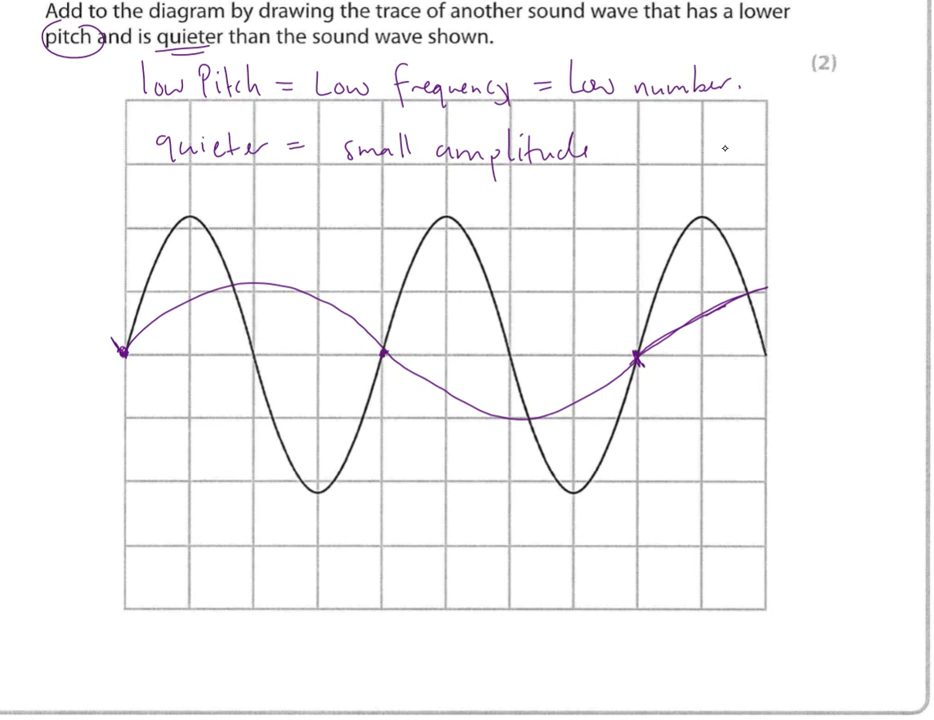 Add to the diagram by drawing the trace of another sound wave that has a lower
pitch and is quieter than the sound wave shown.
(2)
low Pitch = Low frequency = Low number.
quieter = small amplitude